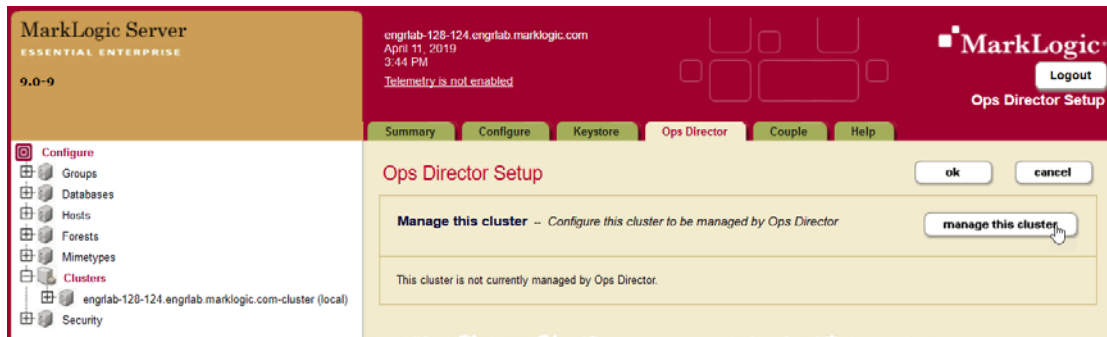 MarkLogic Server
ESSENTIAL ENTERPRISE
9.0-9
engrlab-128-124.engrlab.marklogic.com
April 11, 2019
3:44 PM
Telemetry is not enabled
MarkLogic
Logout
Ops Director Setup
Summary Configure Keystore Ops Director Couple Help
Configure
Groups
Databases
Hosts
Forests
Mimetypes
Clusters
engrlab-128-124.engrlab.marklogic.com-cluster (local)
Security
Ops Director Setup
ok cancel
Manage this cluster -- Configure this cluster to be managed by Ops Director
manage this cluster
This cluster is not currently managed by Ops Director.